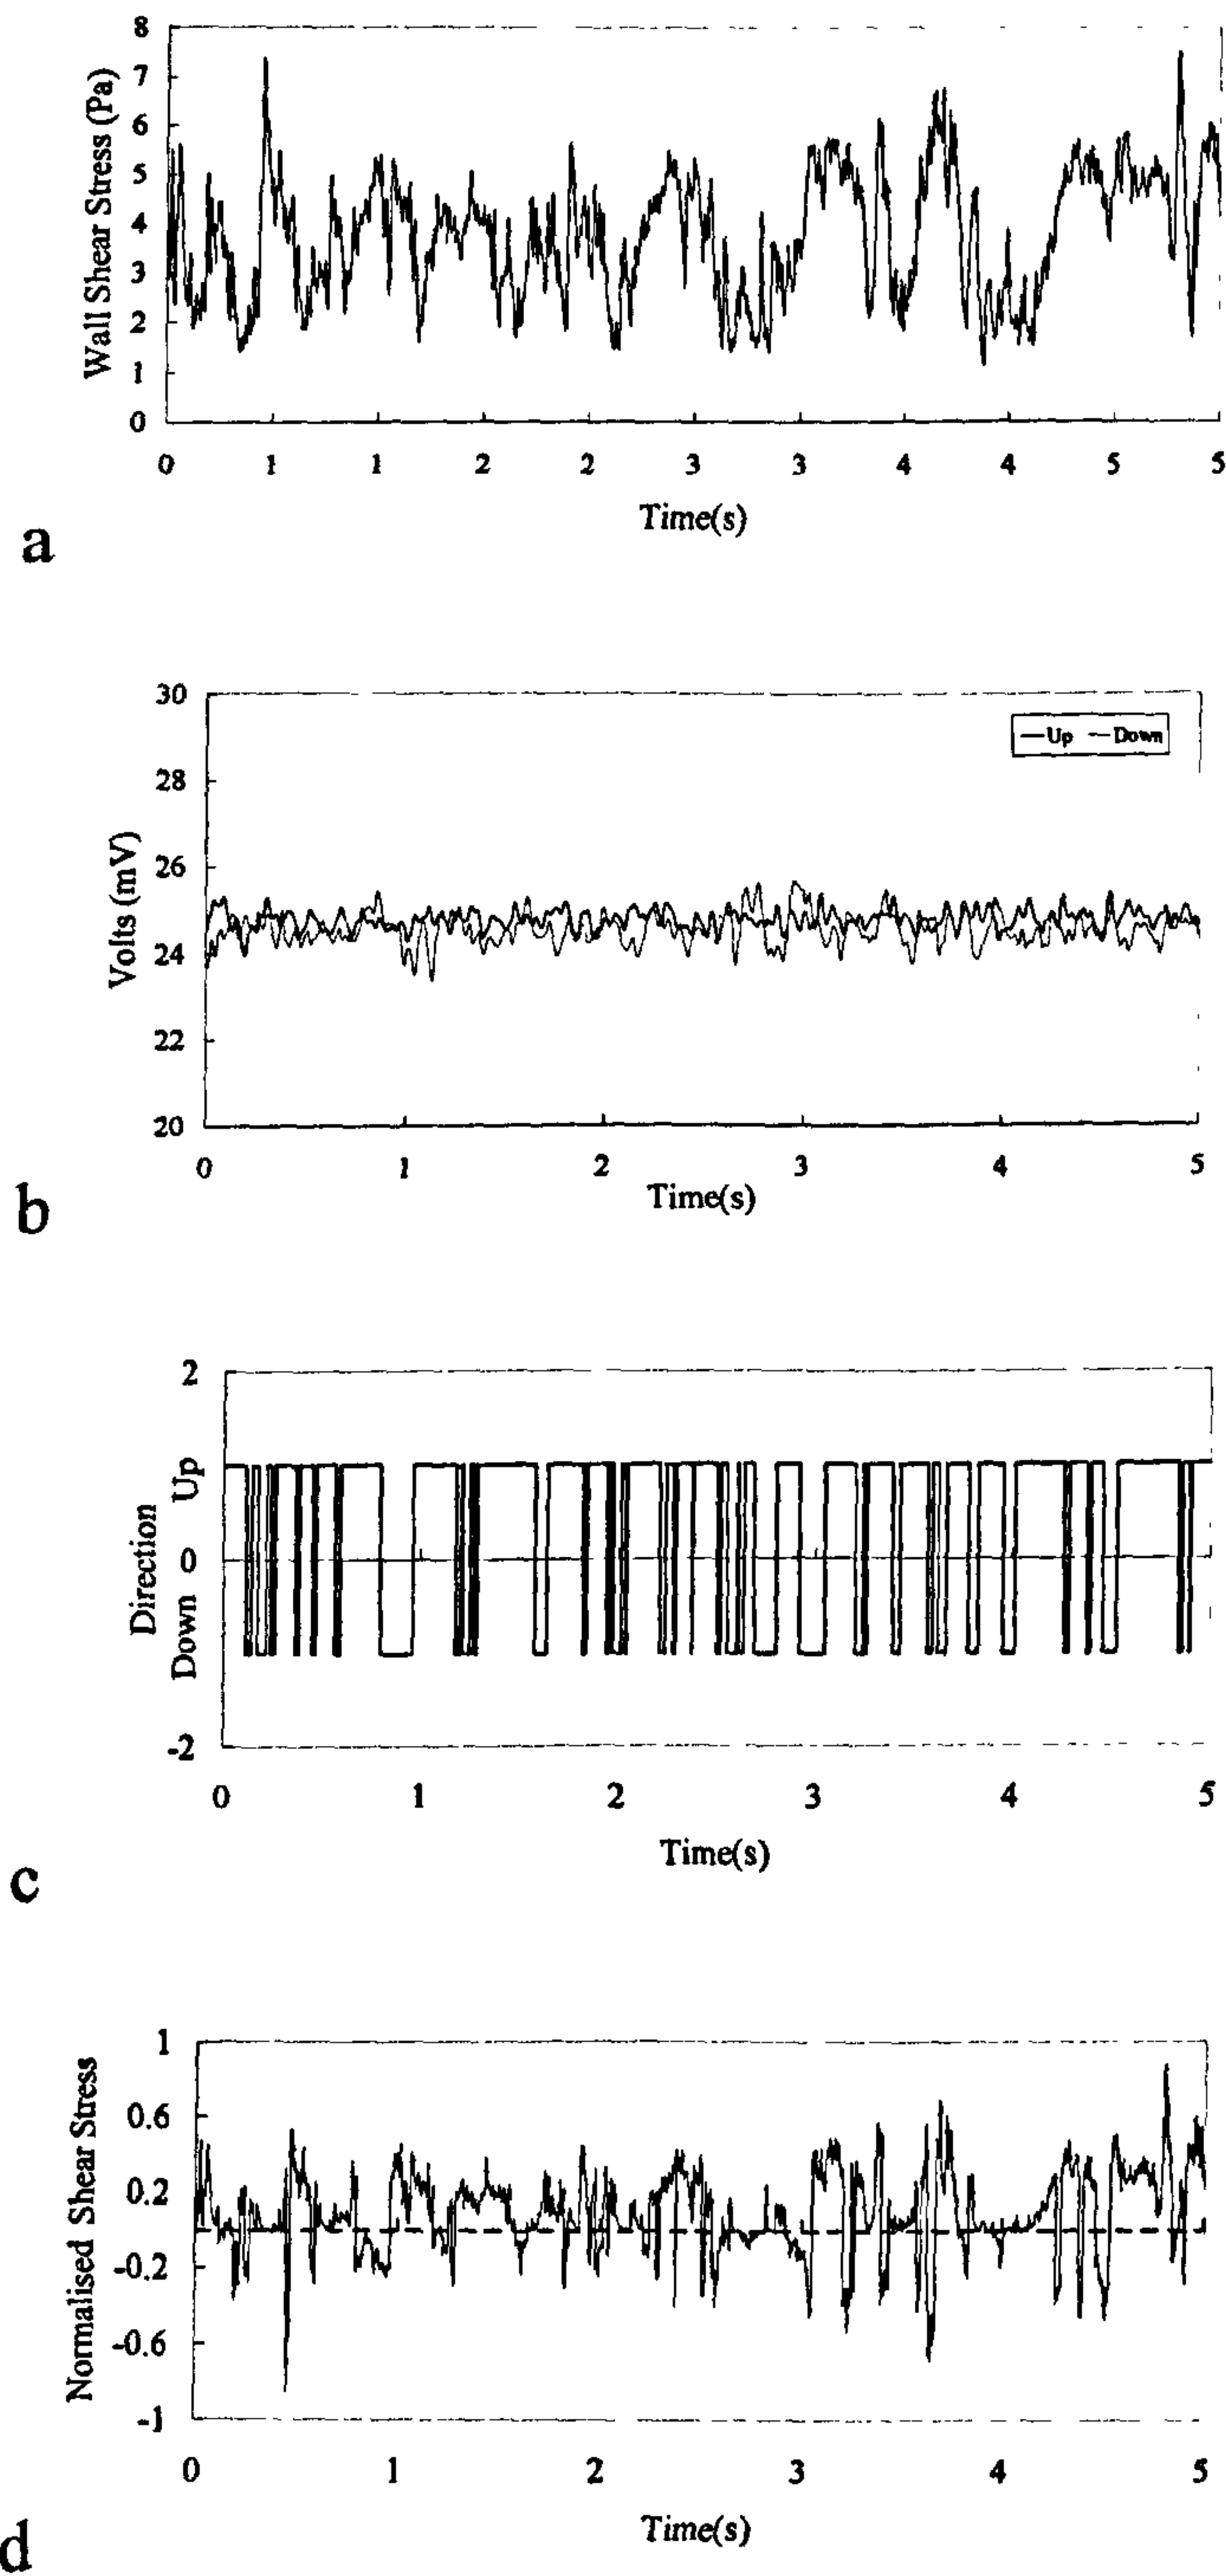 8
7
6
5
4
3
2
1
0
Wall Shear Stress (Pa)
0 1 1 2 2 3 3 4 4 5 5
Time(s)
a
30
28
26
24
22
20
Volts (mV)
Up Down
0 1 2 3 4 5
Time(s)
b
2
0
-2
Direction
Down Up
0 1 2 3 4 5
Time(s)
c
1
0.6
0.2
-0.2
-0.6
-1
Normalised Shear Stress
0 1 2 3 4 5
Time(s)
d